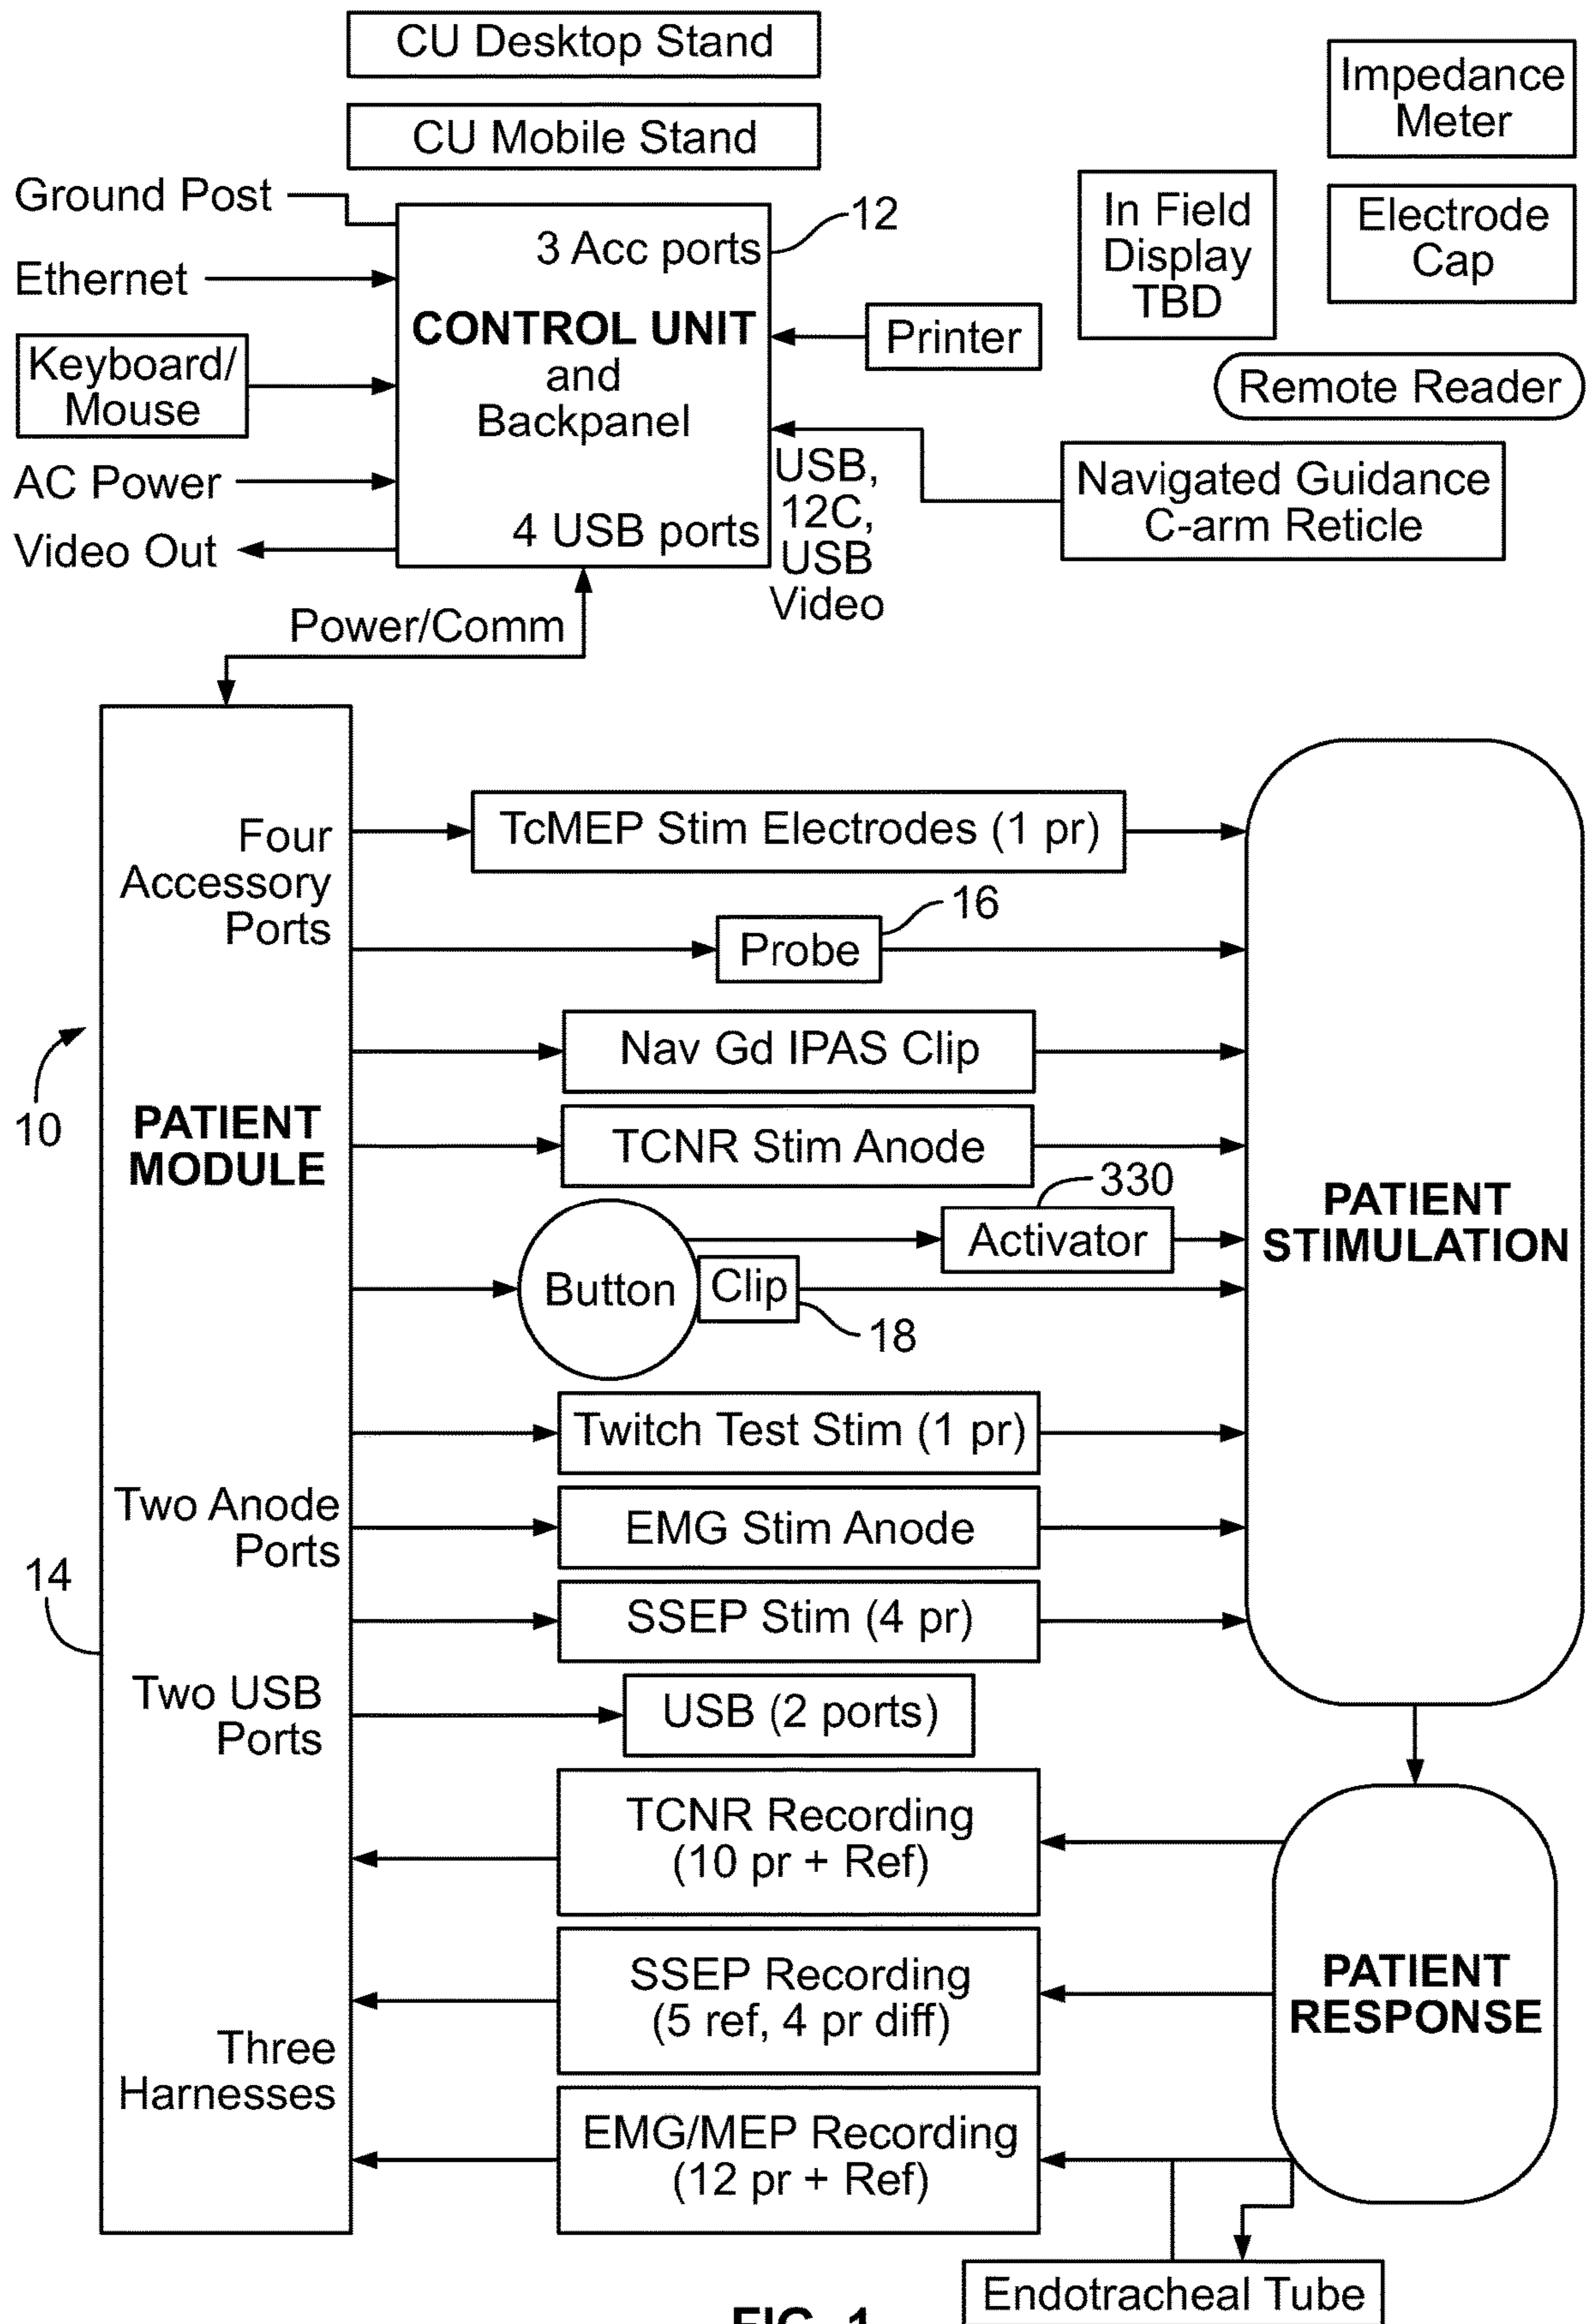 CU Desktop Stand
CU Mobile Stand
Impedance
Meter
In Field
Display
TBD
Electrode
Cap
Remote Reader
Ground Post
Ethernet
Keyboard/
Mouse
AC Power
Video Out
3 Acc ports
12
CONTROL UNIT
and
Backpanel
4 USB ports
Printer
USB,
12C,
USB
Video
Navigated Guidance
C-arm Reticle
Power/Comm
Four
Accessory
Ports
TcMEP Stim Electrodes (1 pr)
16
Probe
Nav Gd IPAS Clip
10
PATIENT
MODULE
TCNR Stim Anode
330
Activator
Button
Clip
18
PATIENT
STIMULATION
Twitch Test Stim (1 pr)
Two Anode
Ports
EMG Stim Anode
14
SSEP Stim (4 pr)
Two USB
Ports
USB (2 ports)
TCNR Recording
(10 pr + Ref)
SSEP Recording
(5 ref, 4 pr diff)
PATIENT
RESPONSE
Three
Harnesses
EMG/MEP Recording
(12 pr + Ref)
Endotracheal Tube
FIG. 1